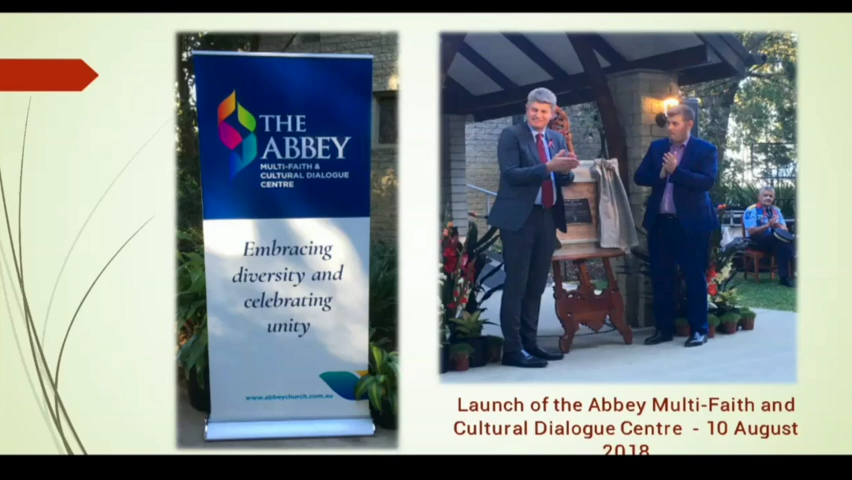 THE
ABBEY
MULTI-FAITH &
CULTURAL DIALOGUE
CENTRE
Embracing
diversity and
celebrating
unity
www.abbeychurch.com.au
Launch of the Abbey Multi-Faith and
Cultural Dialogue Centre - 10 August
2018